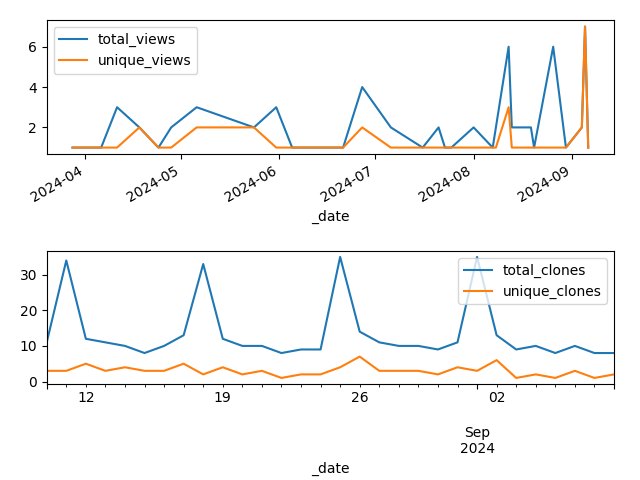 total_views
unique_views
6
4
2
2024-04
2024-05
2024-06
2024-07
2024-08
2024-09
_date
total_clones
unique_clones
30
20
10
0
12
19
26
02
Sep
2024
_date